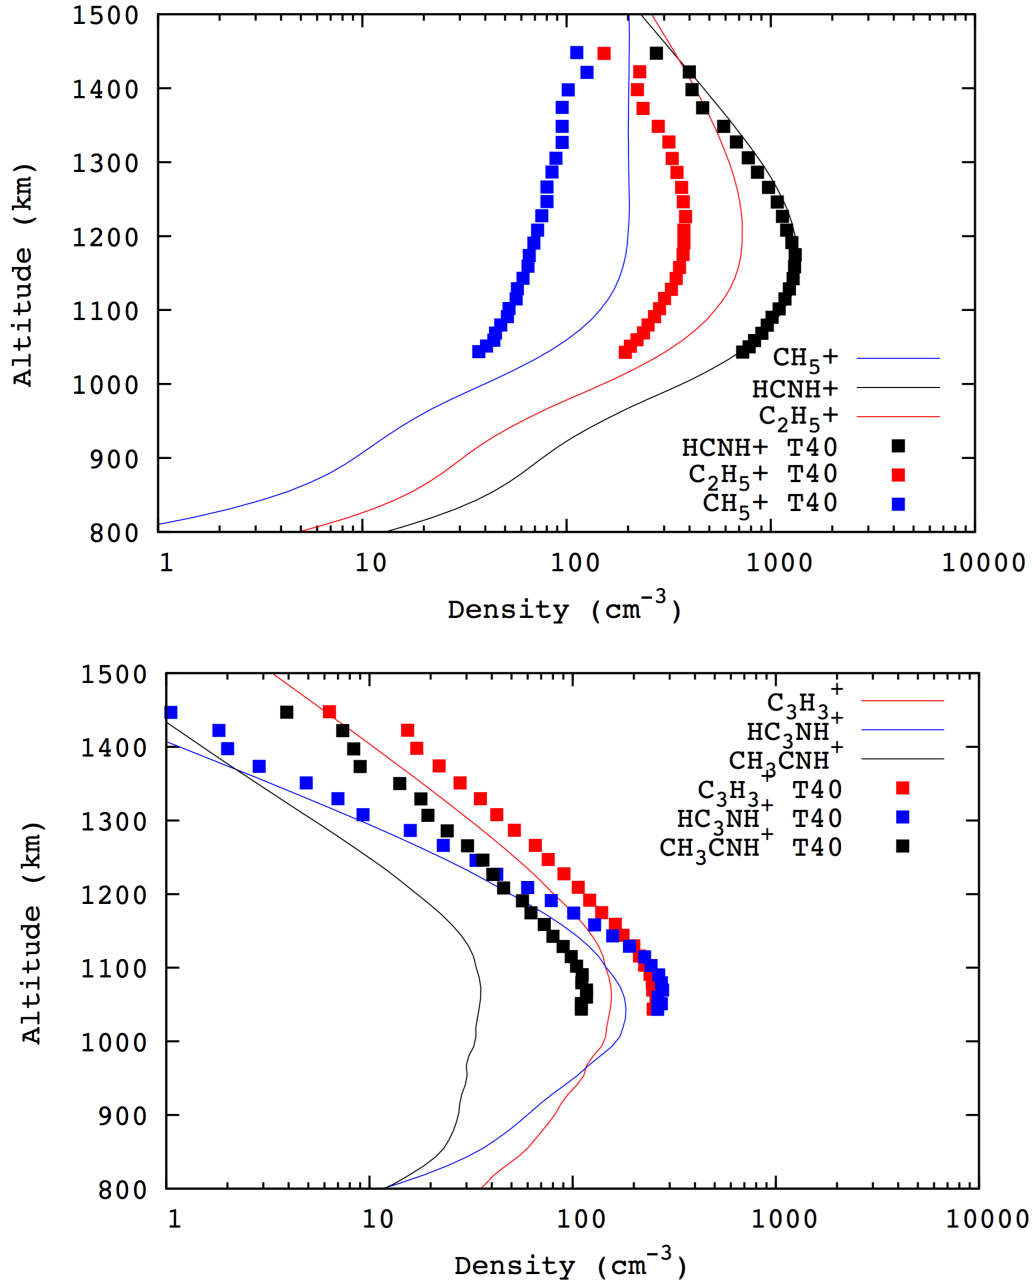 1500
1400
1300
1200
1100
1000
900
800
Altitude (km)
CH₅+
HCNH+
C₂H₅+
HCNH+ T40
C₂H₅+ T40
CH₅+ T40
1 10 100 1000 10000
Density (cm⁻³)
1500
1400
1300
1200
1100
1000
900
800
Altitude (km)
C₃H₃⁺
HC₃NH⁺
CH₃CNH⁺
C₃H₃⁺ T40
HC₃NH⁺ T40
CH₃CNH⁺ T40
1 10 100 1000 10000
Density (cm⁻³)